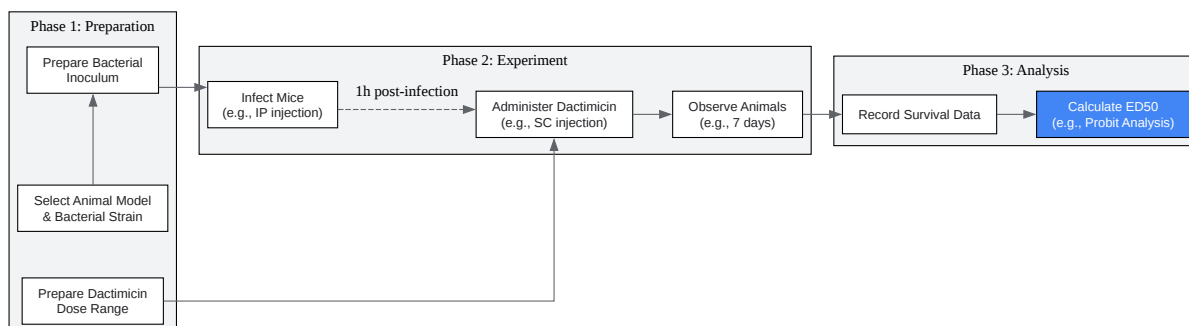 Phase 1: Preparation
Prepare Bacterial
Inoculum
Select Animal Model
& Bacterial Strain
Prepare Dactimicin
Dose Range
Phase 2: Experiment
Infect Mice
(e.g., IP injection)
1h post-infection
Administer Dactimicin
(e.g., SC injection)
Observe Animals
(e.g., 7 days)
Phase 3: Analysis
Record Survival Data
Calculate ED50
(e.g., Probit Analysis)